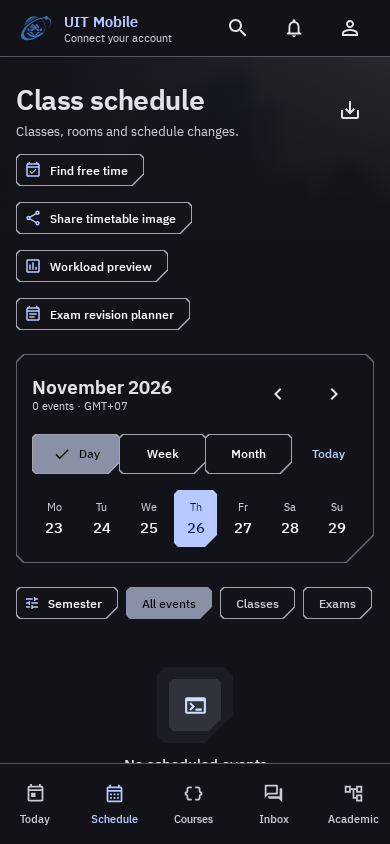 UIT Mobile
Connect your account
Class schedule
Classes, rooms and schedule changes.
Find free time
Share timetable image
Workload preview
Exam revision planner
November 2026
0 events · GMT+07
Day Week Month Today
Mo Tu We Th Fr Sa Su
23 24 25 26 27 28 29
Semester All events Classes Exams
No scheduled events
Today Schedule Courses Inbox Academic